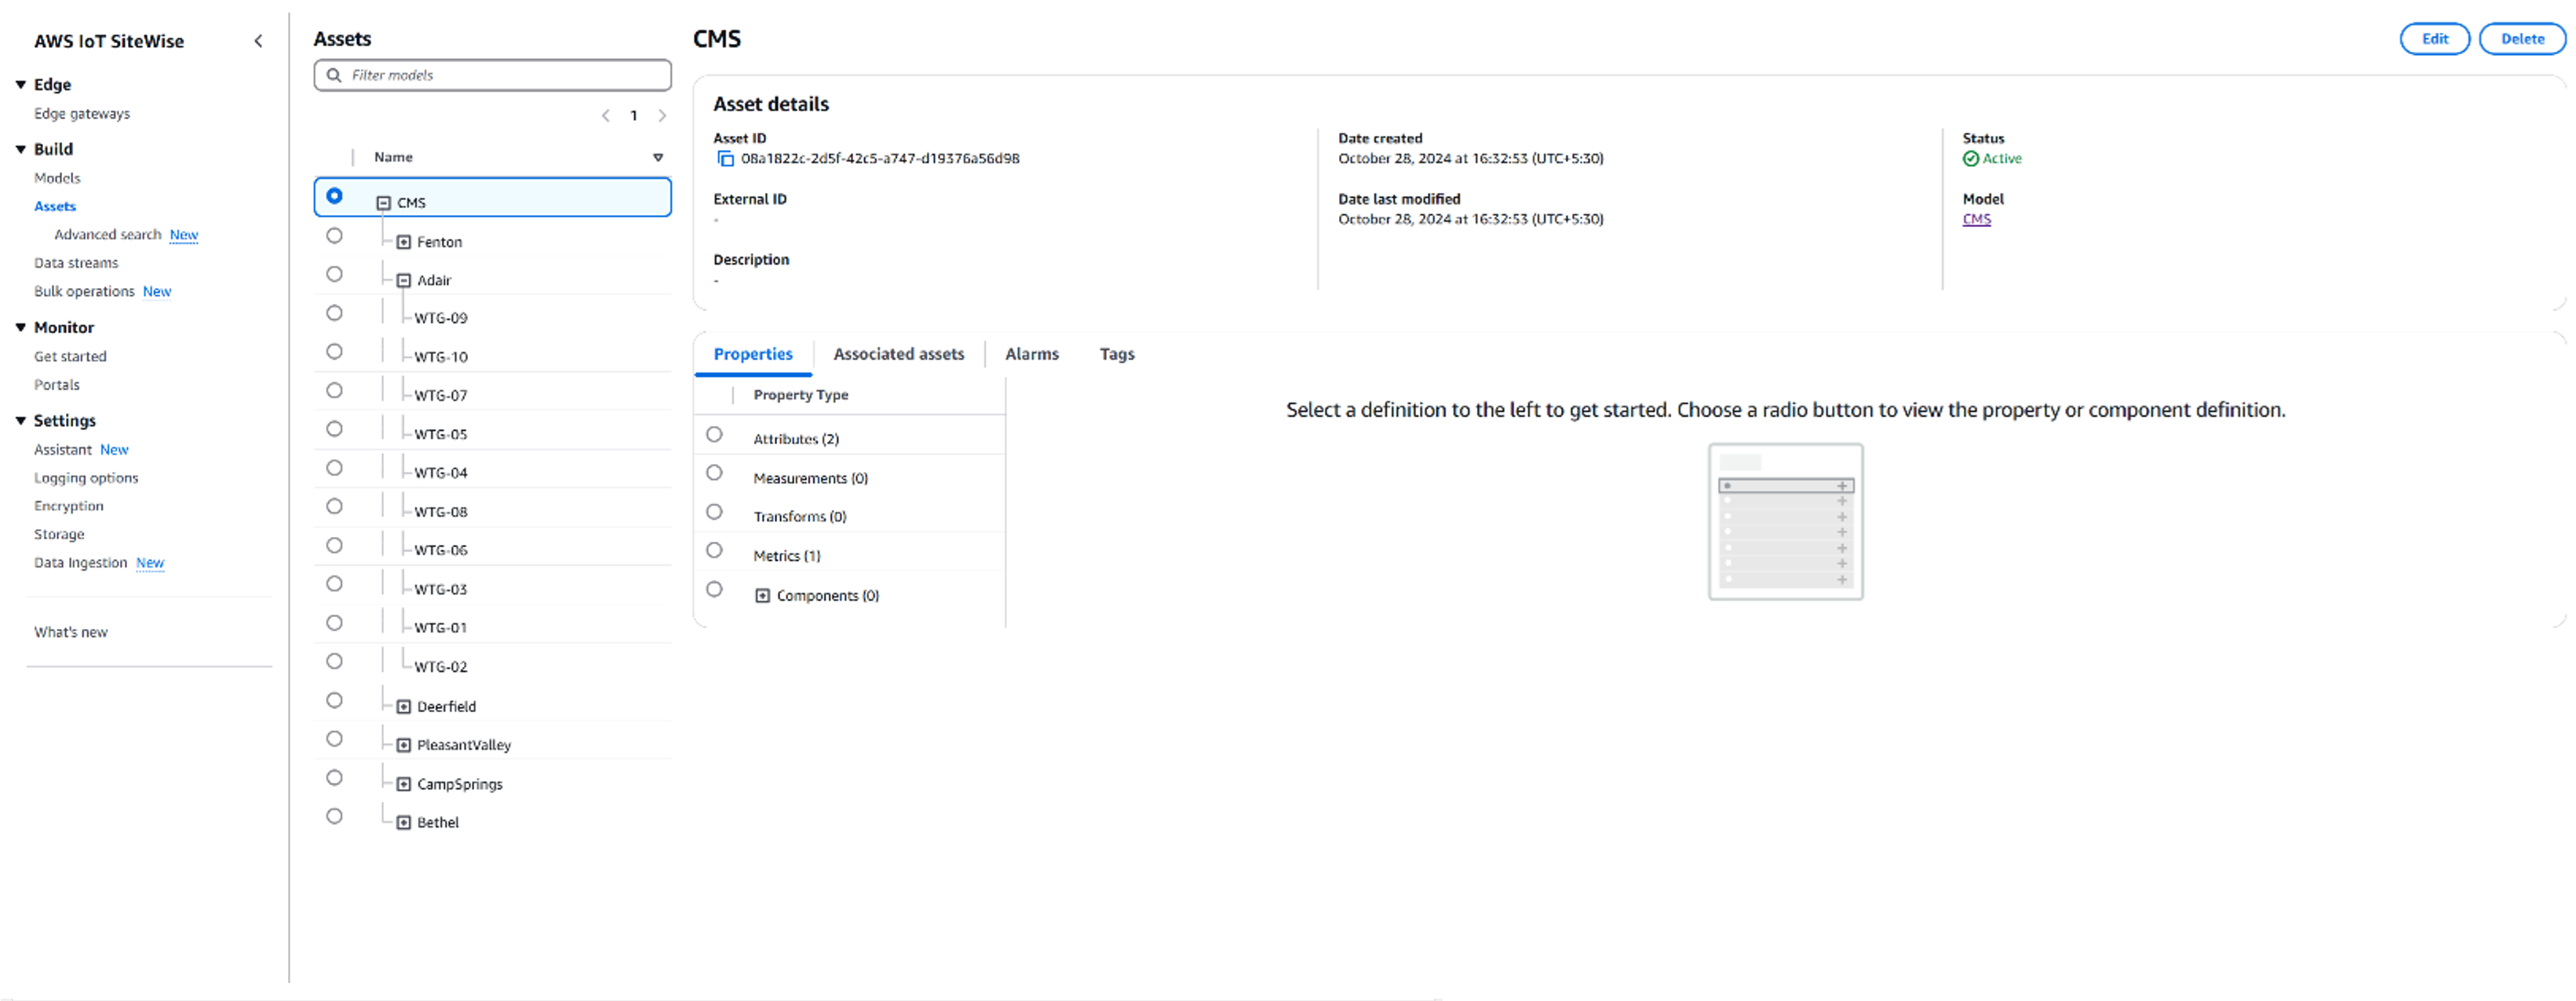 AWS IoT SiteWise
Edge
Edge gateways
Build
Models
Assets
Advanced search New
Data streams
Bulk operations New
Monitor
Get started
Portals
Settings
Assistant New
Logging options
Encryption
Storage
Data Ingestion New
What's new
Assets
Filter models
1
Name
CMS
Fenton
Adair
WTG-09
WTG-10
WTG-07
WTG-05
WTG-04
WTG-08
WTG-06
WTG-03
WTG-01
WTG-02
Deerfield
PleasantValley
CampSprings
Bethel
CMS
Edit
Delete
Asset details
Asset ID
08a1822c-2d5f-42c5-a747-d19376a56d98
External ID
-
Description
-
Date created
October 28, 2024 at 16:32:53 (UTC+5:30)
Date last modified
October 28, 2024 at 16:32:53 (UTC+5:30)
Status
Active
Model
CMS
Properties
Associated assets
Alarms
Tags
Property Type
Attributes (2)
Measurements (0)
Transforms (0)
Metrics (1)
Components (0)
Select a definition to the left to get started. Choose a radio button to view the property or component definition.